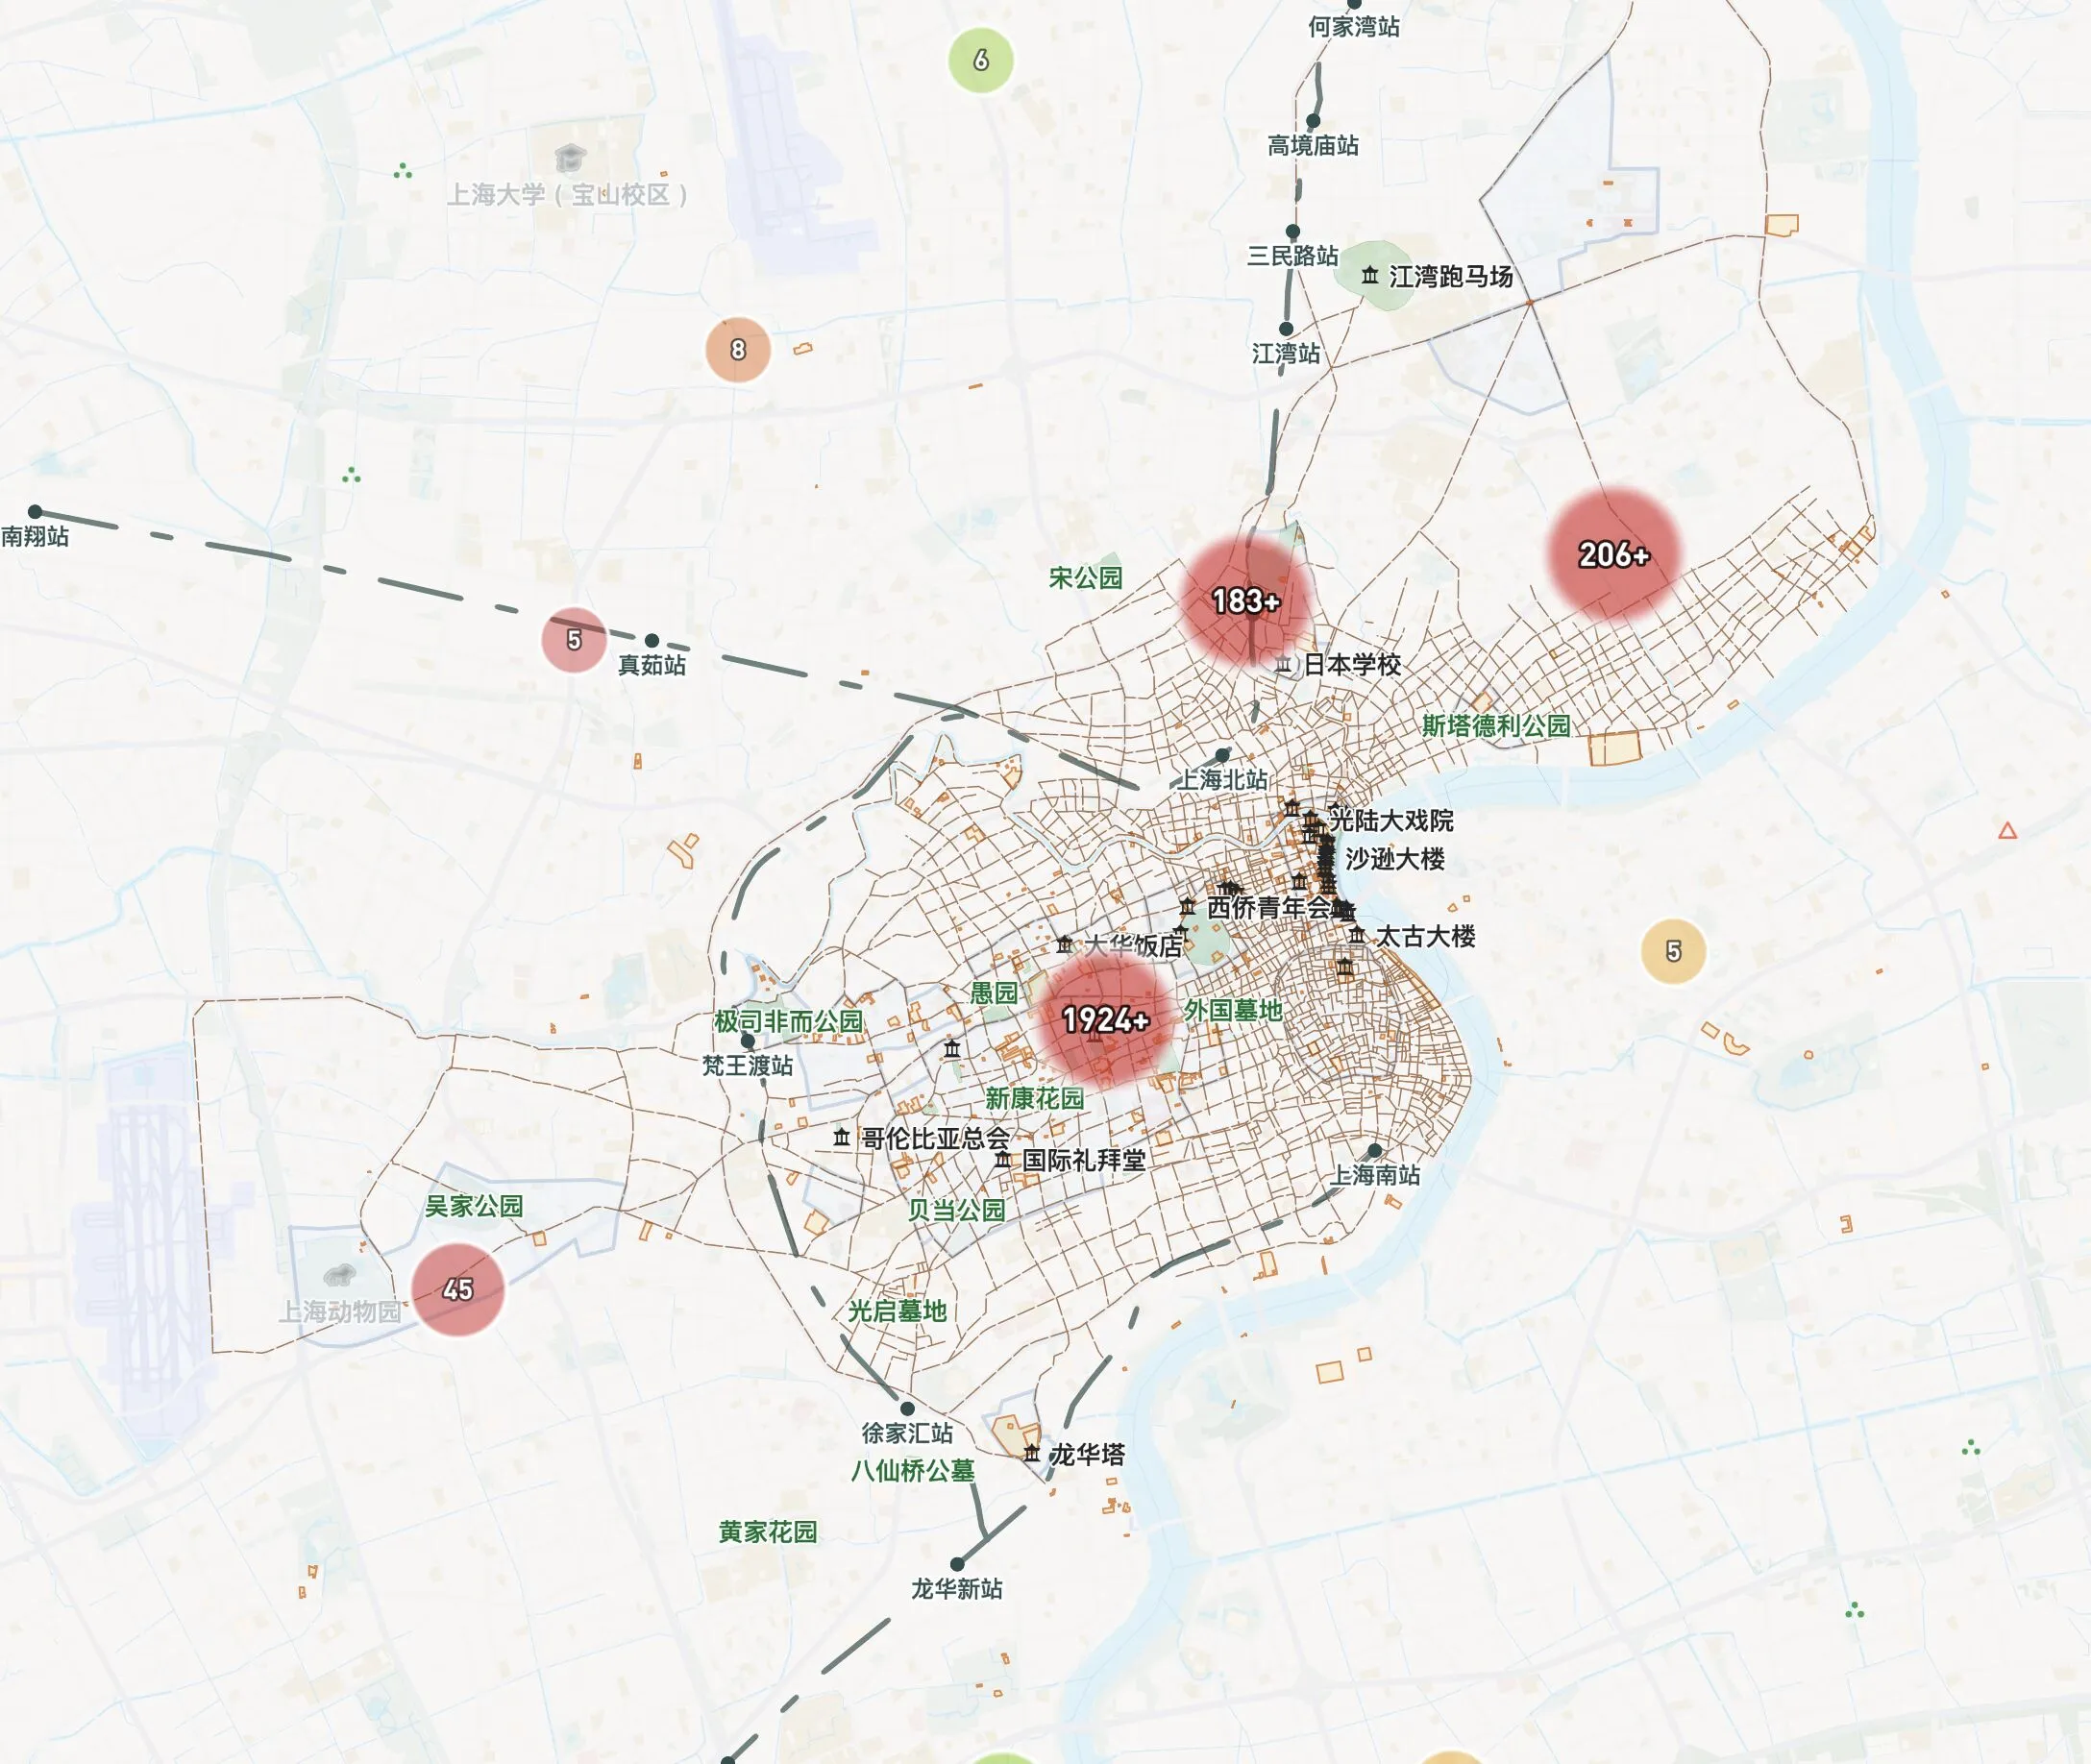 何家湾站
6
高境庙站
上海大学（宝山校区）
三民路站
江湾跑马场
8
江湾站
南翔站
206+
宋公园
183+
5
真茹站
日本学校
斯塔德利公园
上海北站
光陆大戏院
沙逊大楼
西侨青年会
太古大楼
大华饭店
5
愚园
外国墓地
1924+
极司非而公园
梵王渡站
新康花园
哥伦比亚总会
国际礼拜堂
上海南站
吴家公园
贝当公园
45
上海动物园
光启墓地
徐家汇站
龙华塔
八仙桥公墓
黄家花园
龙华新站